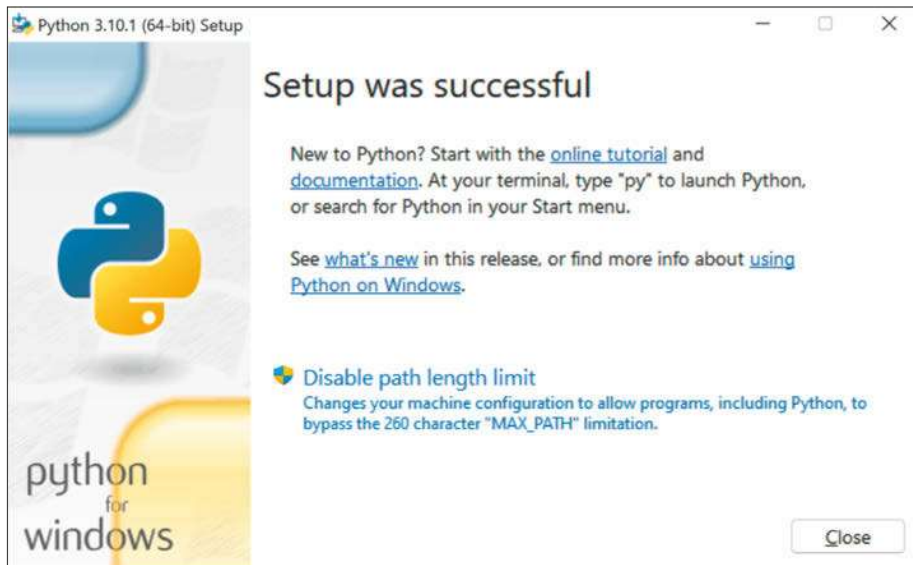 Python 3.10.1 (64-bit) Setup
Setup was successful
New to Python? Start with the online tutorial and
documentation. At your terminal, type "py" to launch Python,
or search for Python in your Start menu.
See what's new in this release, or find more info about using
Python on Windows.
Disable path length limit
Changes your machine configuration to allow programs, including Python, to
bypass the 260 character "MAX_PATH" limitation.
python
for
windows
Close